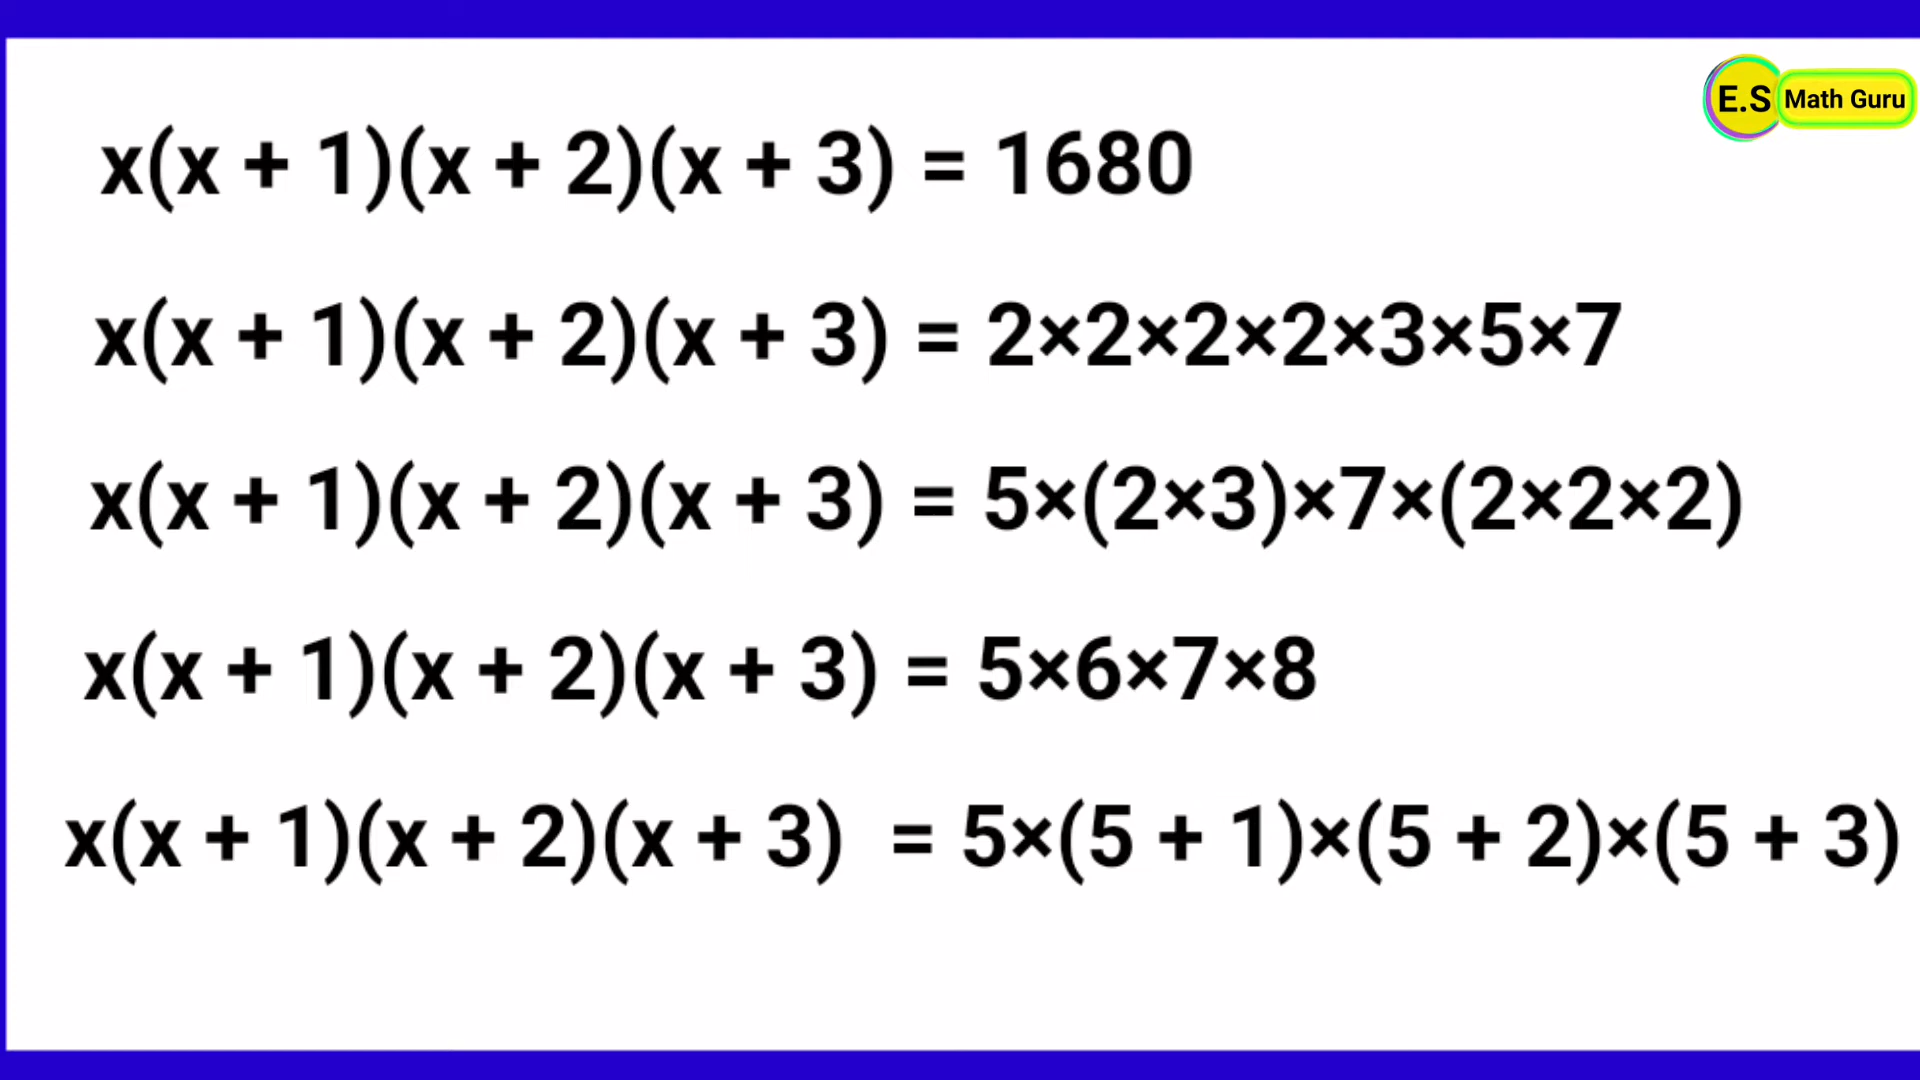 E.S Math Guru
x(x + 1)(x + 2)(x + 3) = 1680
x(x + 1)(x + 2)(x + 3) = 2×2×2×2×3×5×7
x(x + 1)(x + 2)(x + 3) = 5×(2×3)×7×(2×2×2)
x(x + 1)(x + 2)(x + 3) = 5×6×7×8
x(x + 1)(x + 2)(x + 3) = 5×(5 + 1)×(5 + 2)×(5 + 3)